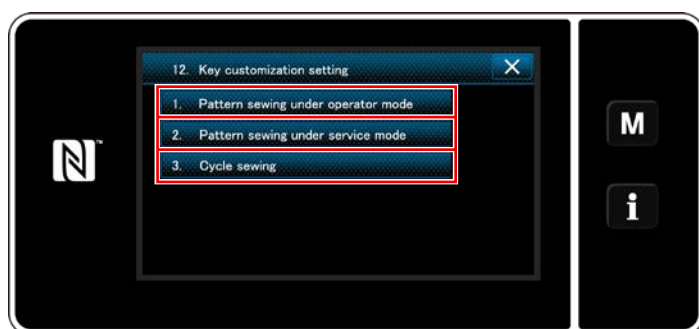 12. Key customization setting
1. Pattern sewing under operator mode
2. Pattern sewing under service mode
3. Cycle sewing
M
i